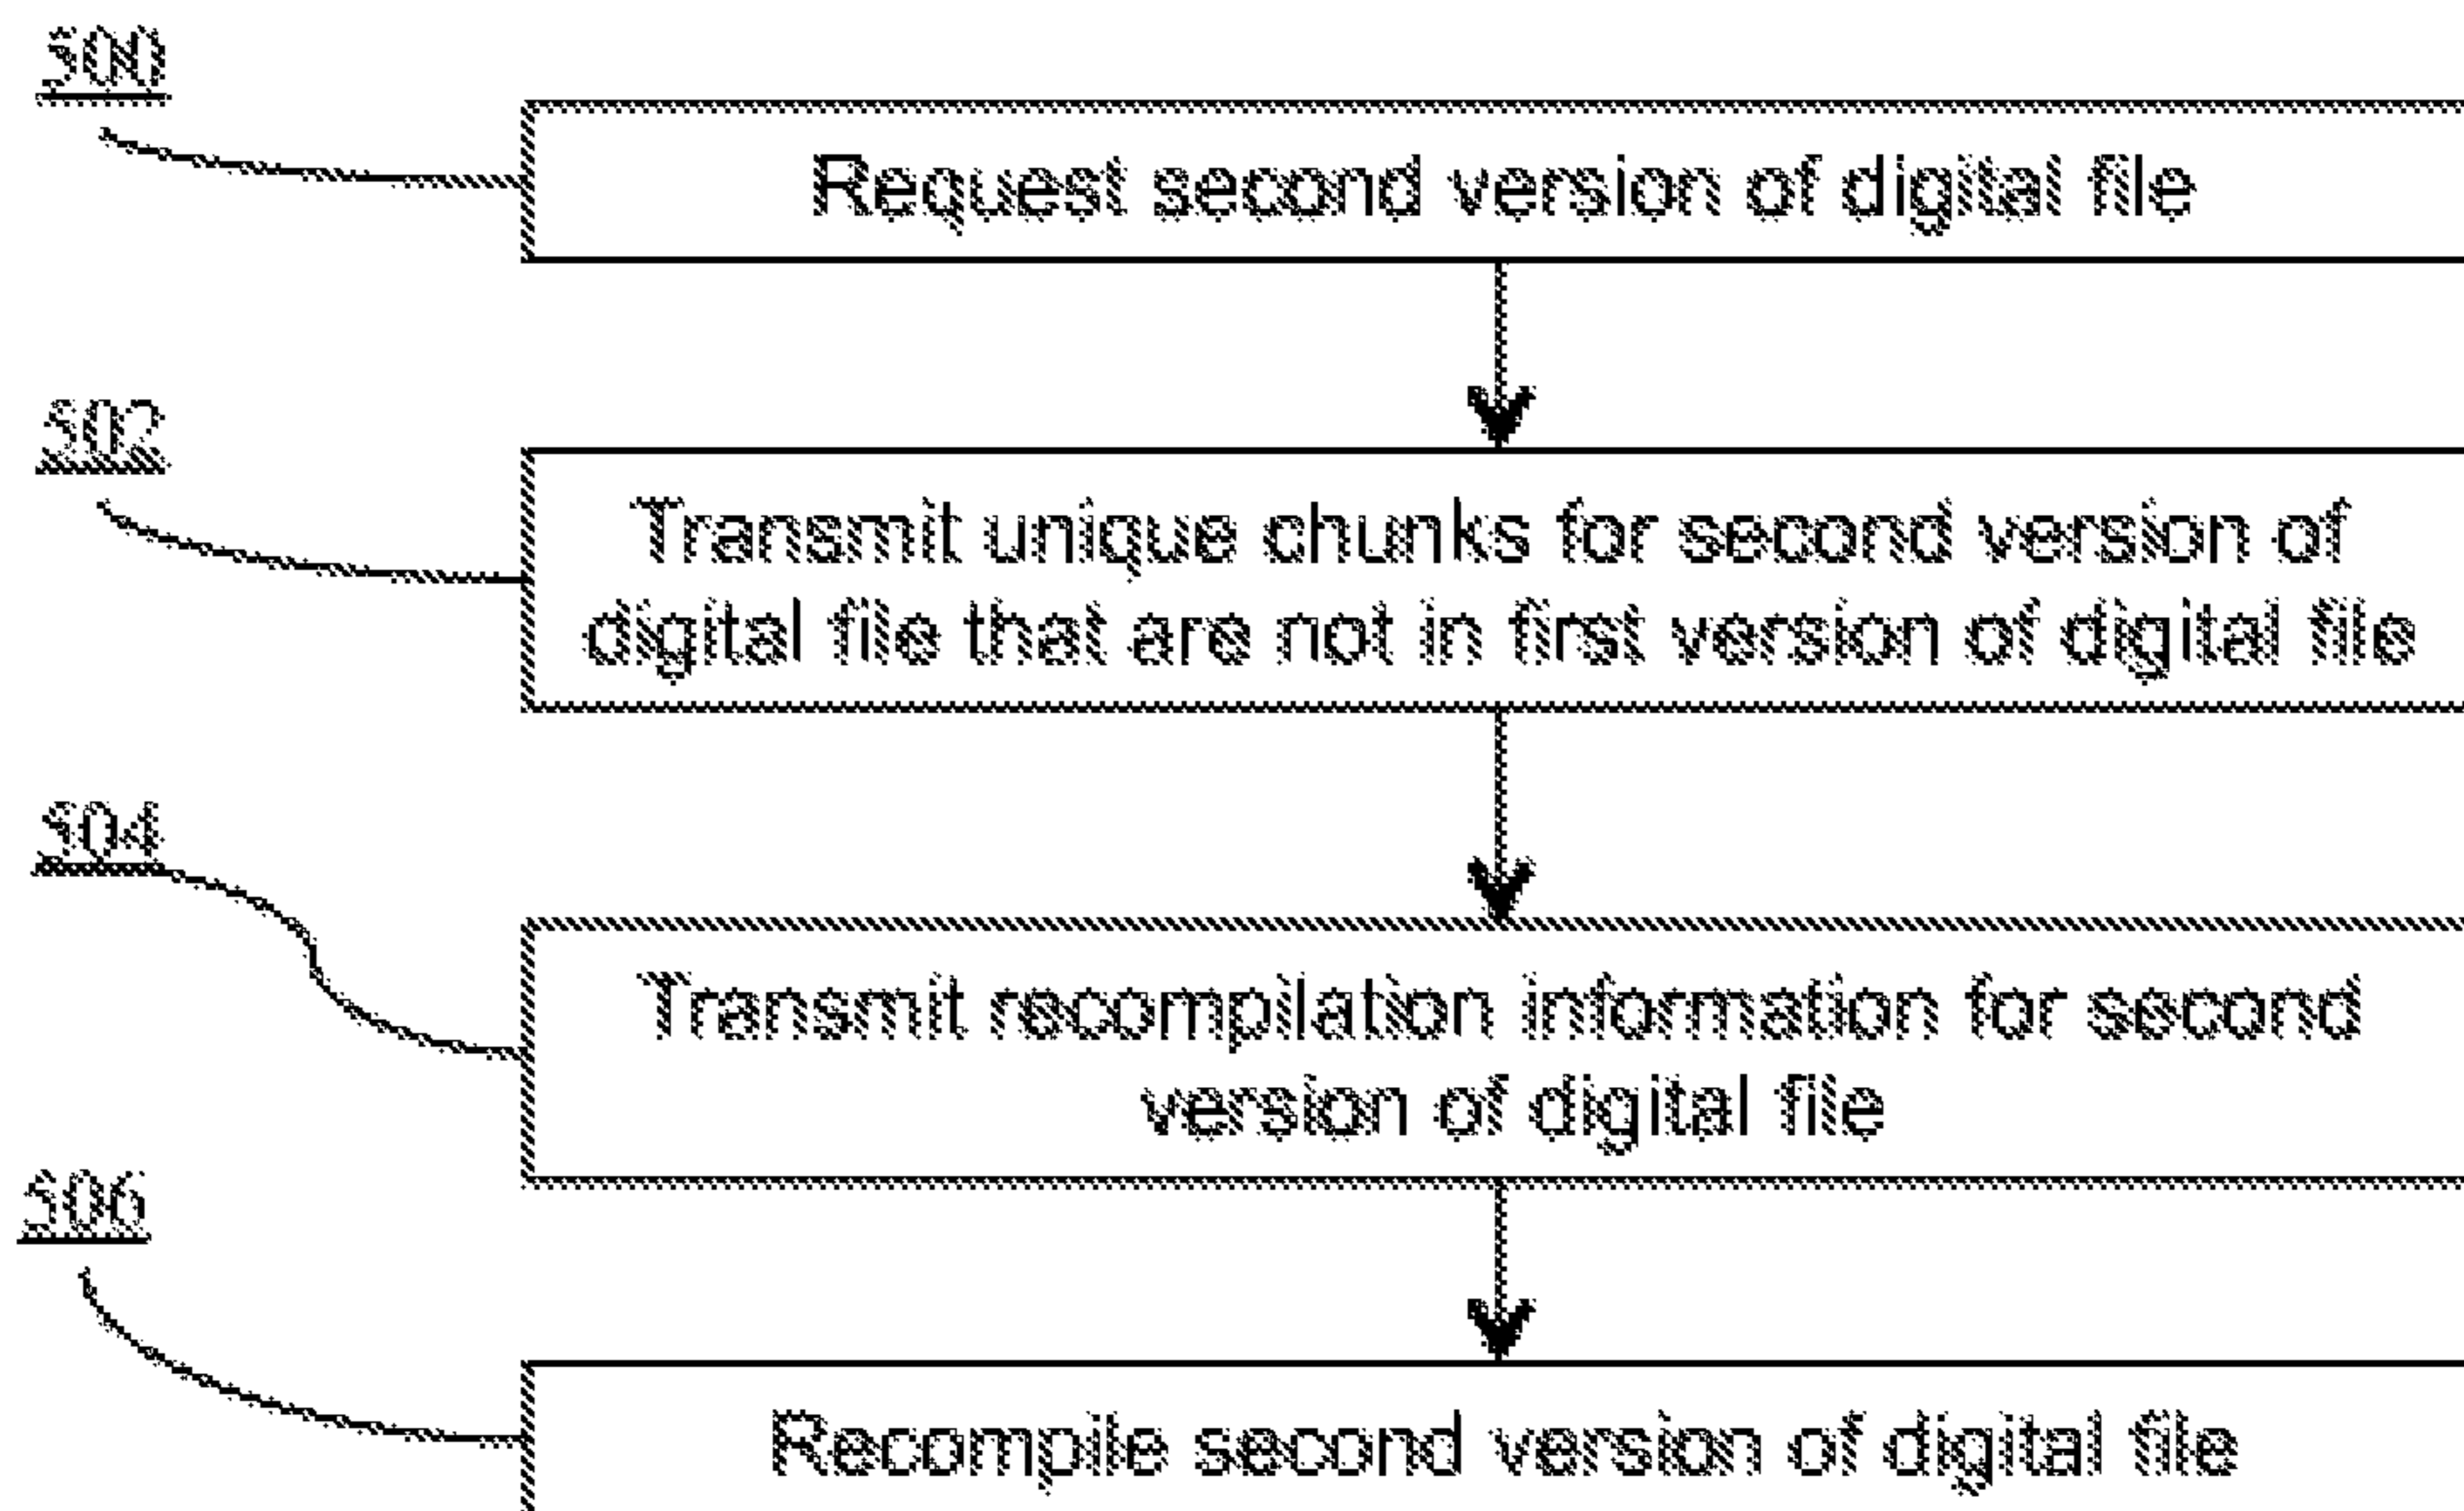 500
Request second version of digital file
502
Transmit unique chunks for second version of
digital file that are not in first version of digital file
504
Transmit recompilation information for second
version of digital file
506
Recompile second version of digital file